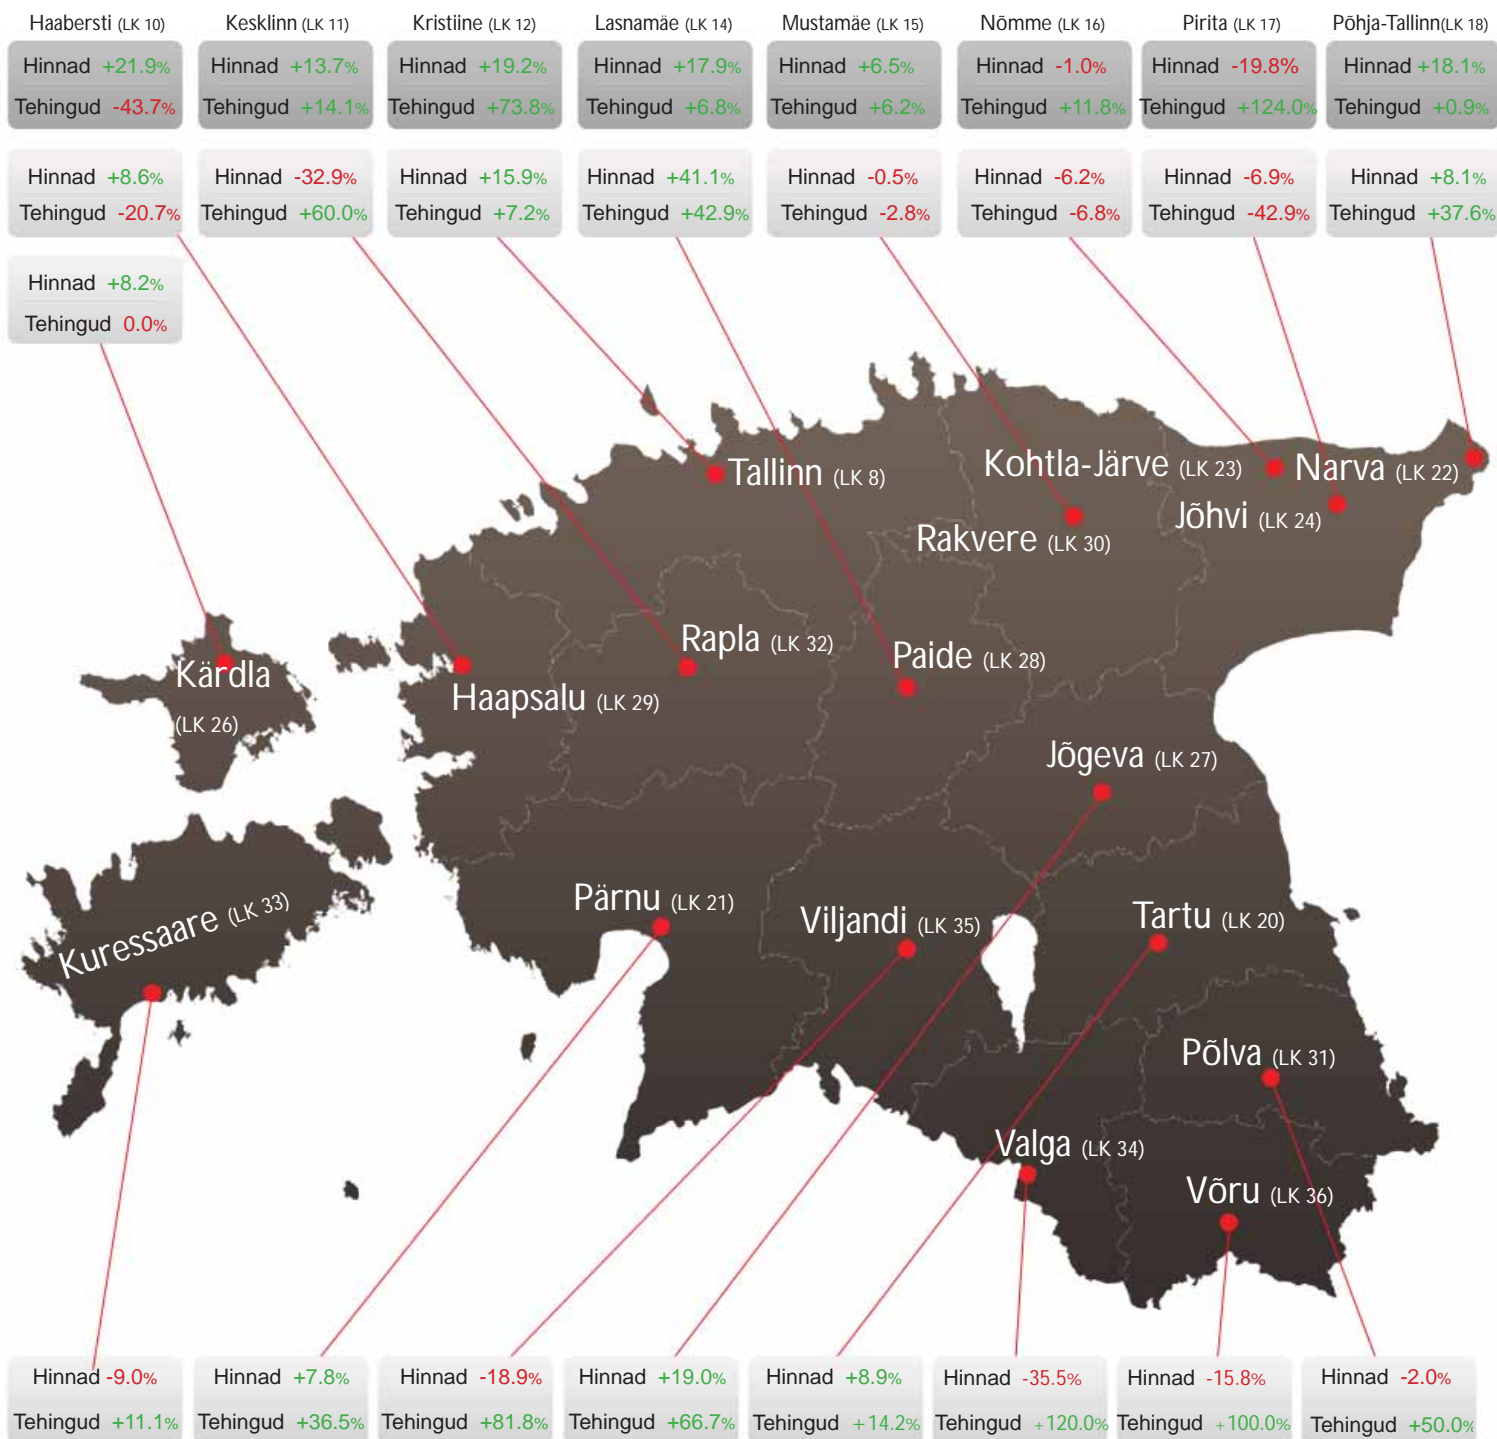 Haabersti (LK 10) Kesklinn (LK 11) Kristiine (LK 12) Lasnamäe (LK 14) Mustamäe (LK 15) Nõmme (LK 16) Pirita (LK 17) Põhja-Tallinn(LK 18)
Hinnad +21.9% Hinnad +13.7% Hinnad +19.2% Hinnad +17.9% Hinnad +6.5% Hinnad -1.0% Hinnad -19.8% Hinnad +18.1%
Tehingud -43.7% Tehingud +14.1% Tehingud +73.8% Tehingud +6.8% Tehingud +6.2% Tehingud +11.8% Tehingud +124.0% Tehingud +0.9%
Hinnad +8.6% Hinnad -32.9% Hinnad +15.9% Hinnad +41.1% Hinnad -0.5% Hinnad -6.2% Hinnad -6.9% Hinnad +8.1%
Tehingud -20.7% Tehingud +60.0% Tehingud +7.2% Tehingud +42.9% Tehingud -2.8% Tehingud -6.8% Tehingud -42.9% Tehingud +37.6%
Hinnad +8.2%
Tehingud 0.0%
Tallinn (LK 8)
Kohtla-Järve (LK 23)
Narva (LK 22)
Jõhvi (LK 24)
Rakvere (LK 30)
Rapla (LK 32)
Paide (LK 28)
Kärdla
(LK 26)
Haapsalu (LK 29)
Jõgeva (LK 27)
Kuressaare (LK 33)
Pärnu (LK 21)
Viljandi (LK 35)
Tartu (LK 20)
Põlva (LK 31)
Valga (LK 34)
Võru (LK 36)
Hinnad -9.0% Hinnad +7.8% Hinnad -18.9% Hinnad +19.0% Hinnad +8.9% Hinnad -35.5% Hinnad -15.8% Hinnad -2.0%
Tehingud +11.1% Tehingud +36.5% Tehingud +81.8% Tehingud +66.7% Tehingud +14.2% Tehingud +120.0% Tehingud +100.0% Tehingud +50.0%